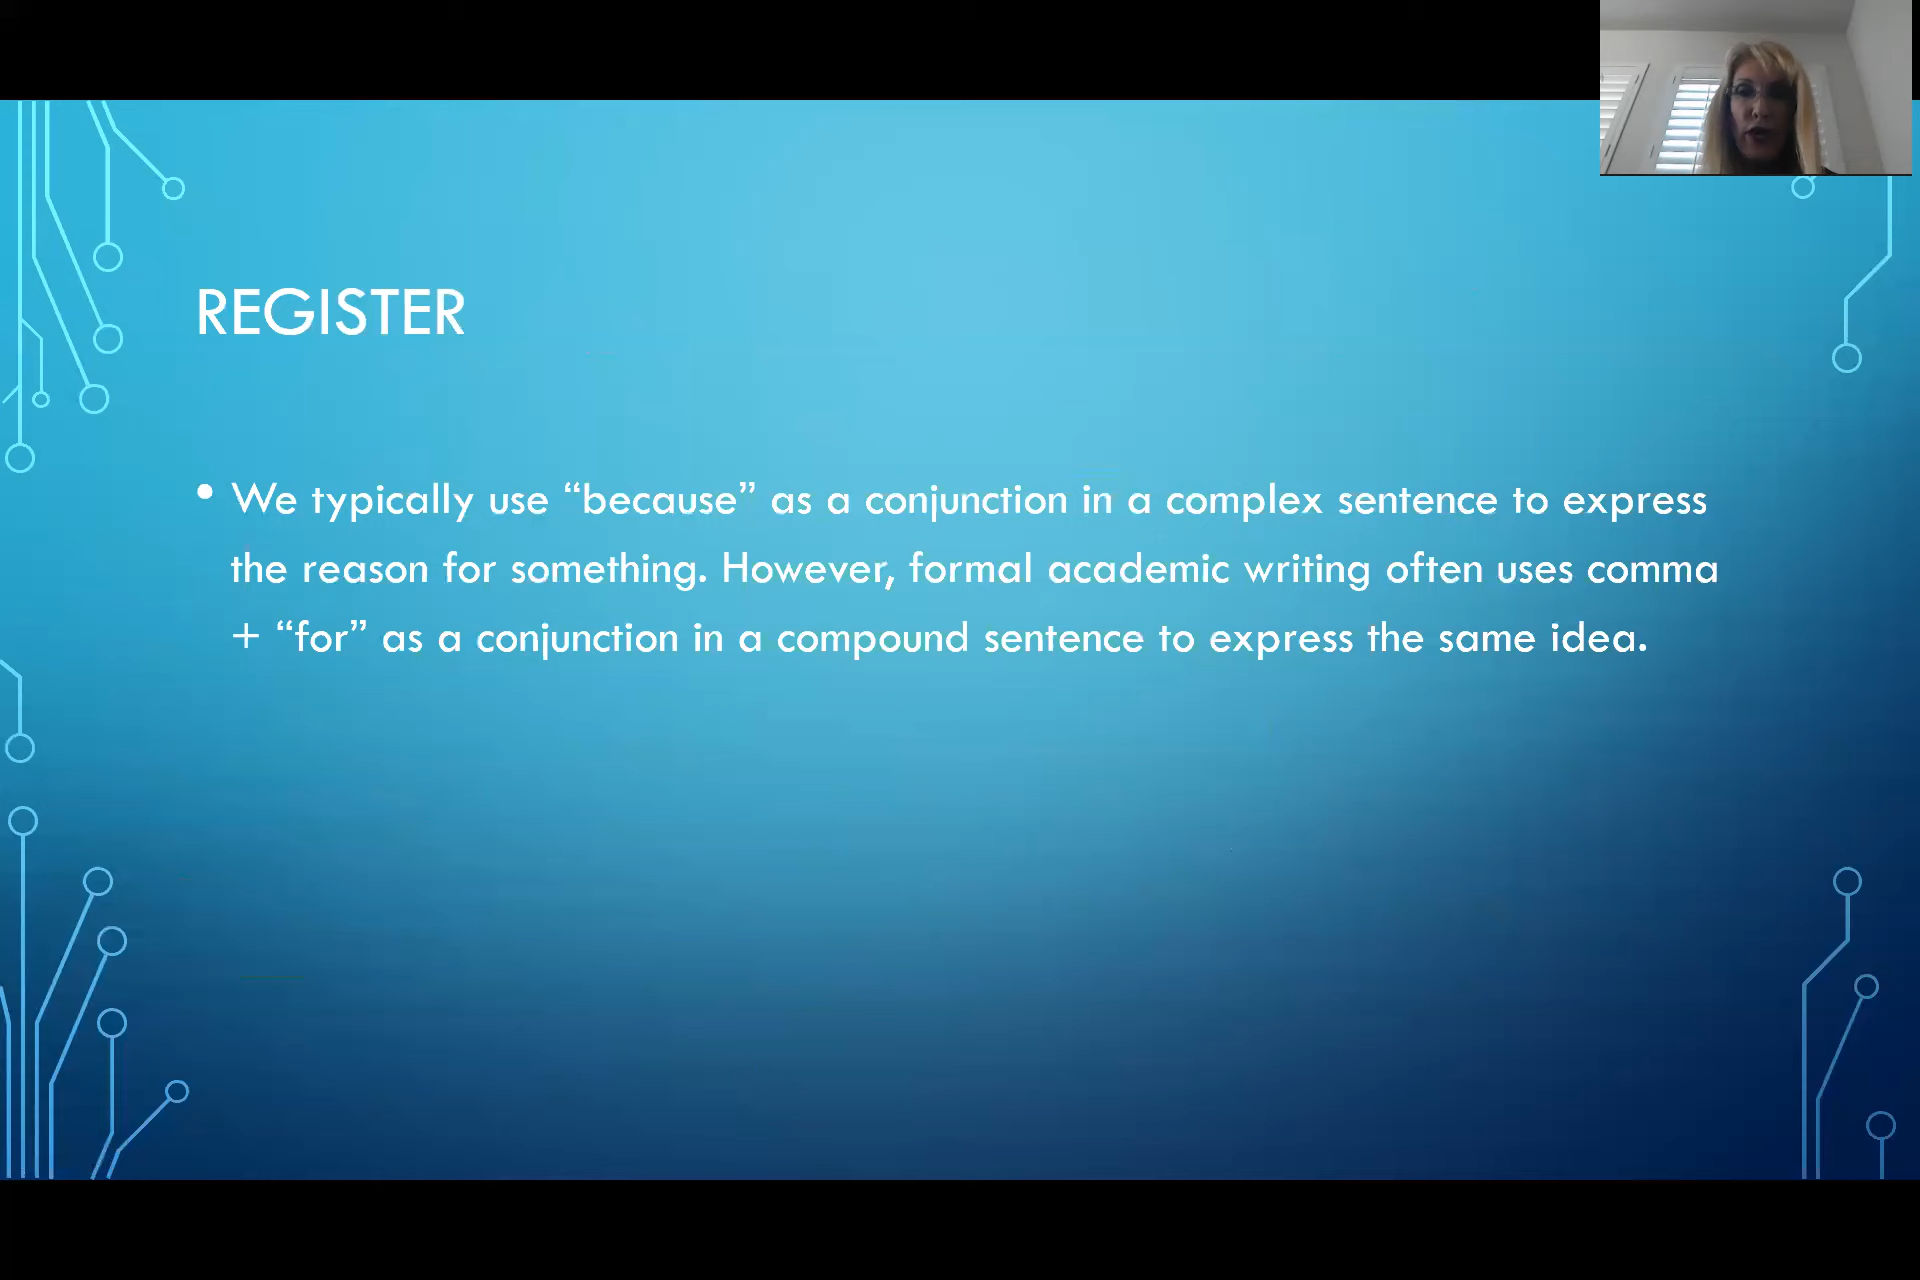 REGISTER
• We typically use “because” as a conjunction in a complex sentence to express
the reason for something. However, formal academic writing often uses comma
+ “for” as a conjunction in a compound sentence to express the same idea.